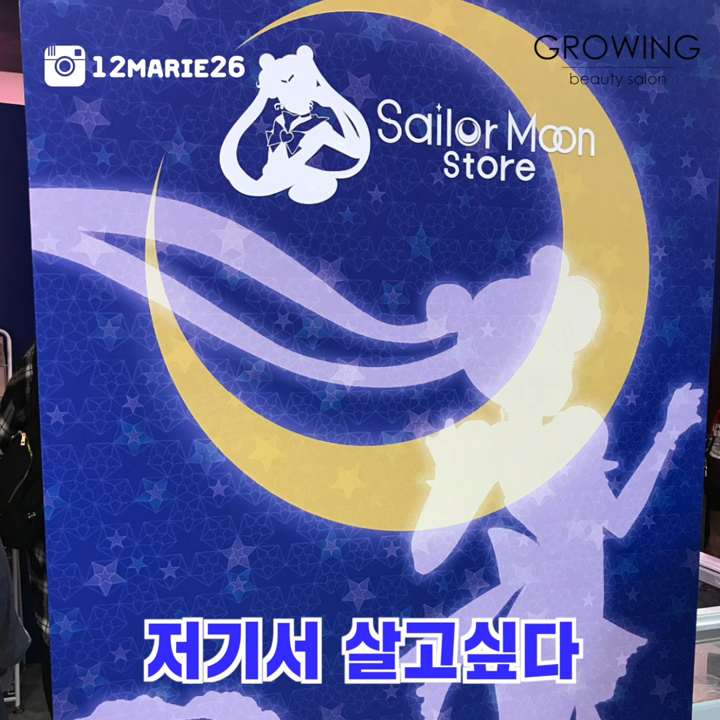 12MARIE26
GROWING
beauty salon
Sailor Moon
store
저기서 살고싶다